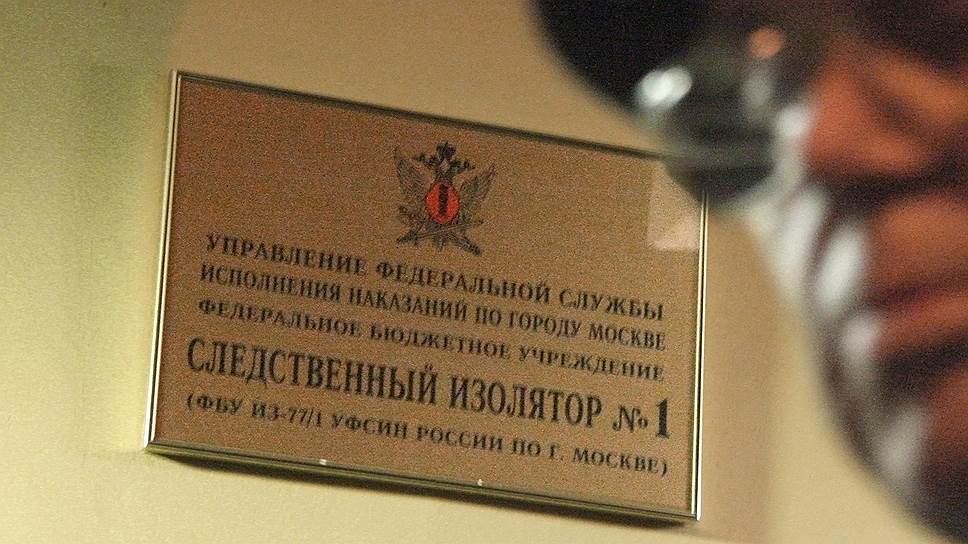 УПРАВЛЕНИЕ ФЕДЕРАЛЬНОЙ СЛУЖБЫ
ИСПОЛНЕНИЯ НАКАЗАНИЙ ПО ГОРОДУ МОСКВЕ
ФЕДЕРАЛЬНОЕ БЮДЖЕТНОЕ УЧРЕЖДЕНИЕ
СЛЕДСТВЕННЫЙ ИЗОЛЯТОР №1
(ФБУ ИЗ-77/1 УФСИН РОССИИ ПО Г. МОСКВЕ)